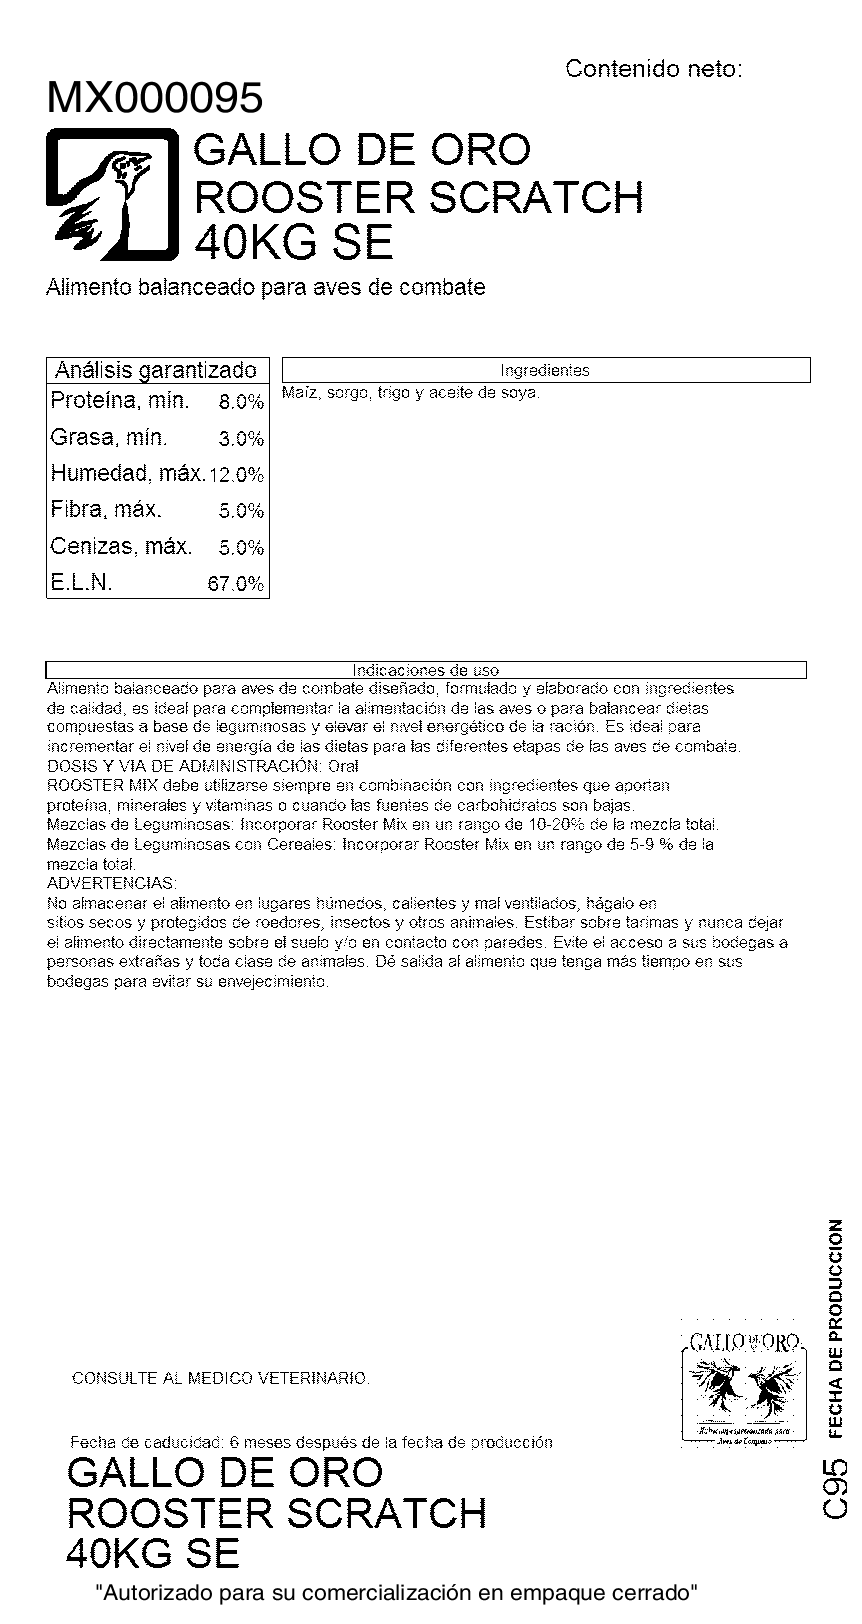 Contenido neto:
MX000095
GALLO DE ORO
ROOSTER SCRATCH
40KG SE
Alimento balanceado para aves de combate
Análisis garantizado
Proteína, mín. 8.0%
Grasa, mín. 3.0%
Humedad, máx. 12.0%
Fibra, máx. 5.0%
Cenizas, máx. 5.0%
E.L.N. 67.0%
Ingredientes
Maíz, sorgo, trigo y aceite de soya.
Indicaciones de uso
Alimento balanceado para aves de combate diseñado, formulado y elaborado con ingredientes
de calidad, es ideal para complementar la alimentación de las aves o para balancear dietas
compuestas a base de leguminosas y elevar el nivel energético de la ración. Es ideal para
incrementar el nivel de energía de las dietas para las diferentes etapas de las aves de combate.
DOSIS Y VIA DE ADMINISTRACIÓN: Oral
ROOSTER MIX debe utilizarse siempre en combinación con ingredientes que aportan
proteína, minerales y vitaminas o cuando las fuentes de carbohidratos son bajas.
Mezclas de Leguminosas: Incorporar Rooster Mix en un rango de 10-20% de la mezcla total.
Mezclas de Leguminosas con Cereales: Incorporar Rooster Mix en un rango de 5-9 % de la
mezcla total.
ADVERTENCIAS:
No almacenar el alimento en lugares húmedos, calientes y mal ventilados, hágalo en
sitios secos y protegidos de roedores, insectos y otros animales. Estibar sobre tarimas y nunca dejar
el alimento directamente sobre el suelo y/o en contacto con paredes. Evite el acceso a sus bodegas a
personas extrañas y toda clase de animales. Dé salida al alimento que tenga más tiempo en sus
bodegas para evitar su envejecimiento.
CONSULTE AL MEDICO VETERINARIO.
GALLO DE ORO
Aves de Combate
Fecha de caducidad: 6 meses después de la fecha de producción
GALLO DE ORO
ROOSTER SCRATCH
40KG SE
"Autorizado para su comercialización en empaque cerrado"
FECHA DE PRODUCCION
C95